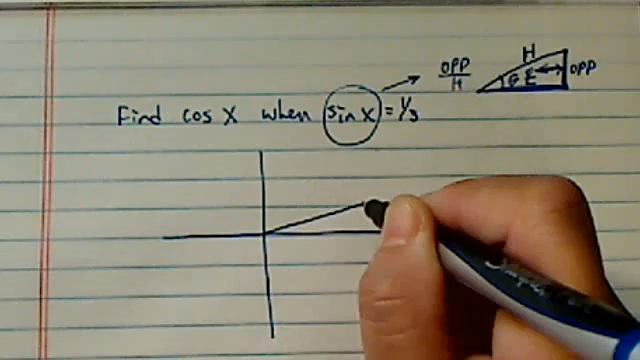 OPP
H
H
θ
OPP
Find cos X when sin X = 1/3